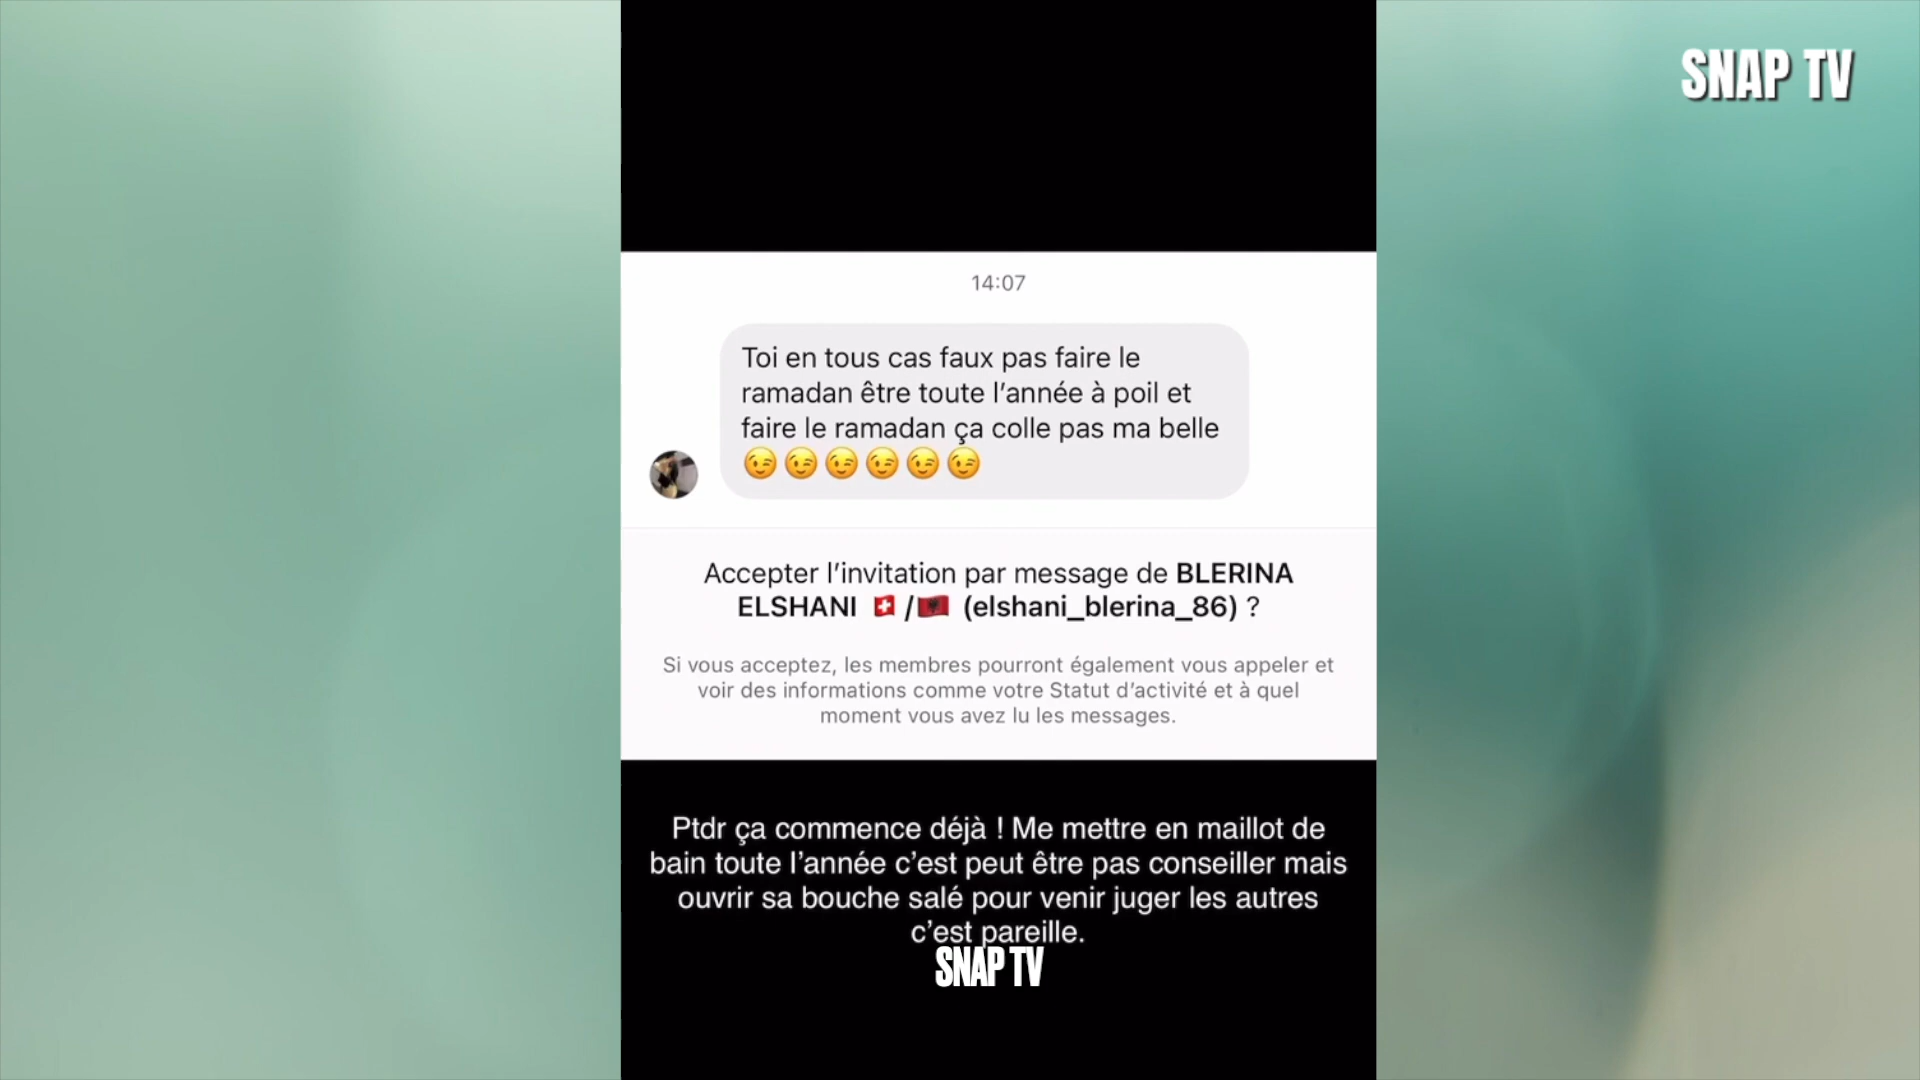 SNAP TV
14:07
Toi en tous cas faux pas faire le
ramadan être toute l’année à poil et
faire le ramadan ça colle pas ma belle
😉😉😉😉😉😉
Accepter l’invitation par message de BLERINA
ELSHANI 🇨🇭/🇦🇱 (elshani_blerina_86) ?
Si vous acceptez, les membres pourront également vous appeler et
voir des informations comme votre Statut d’activité et à quel
moment vous avez lu les messages.
Ptdr ça commence déjà ! Me mettre en maillot de
bain toute l’année c’est peut être pas conseiller mais
ouvrir sa bouche salé pour venir juger les autres
c’est pareille.
SNAP TV